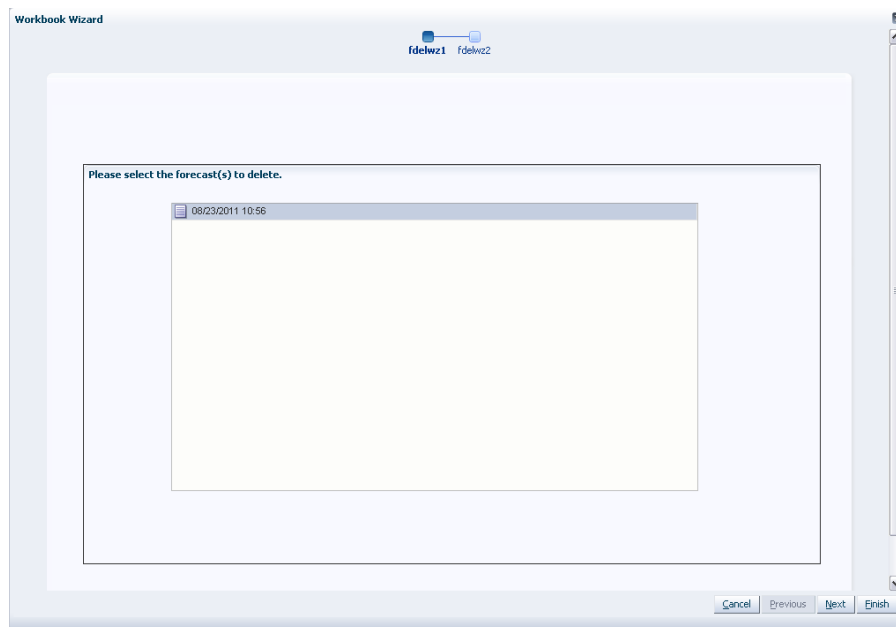 Workbook Wizard
fdelwz1 fdelwz2
Please select the forecast(s) to delete.
08/23/2011 10:56
Cancel Previous Next Finish